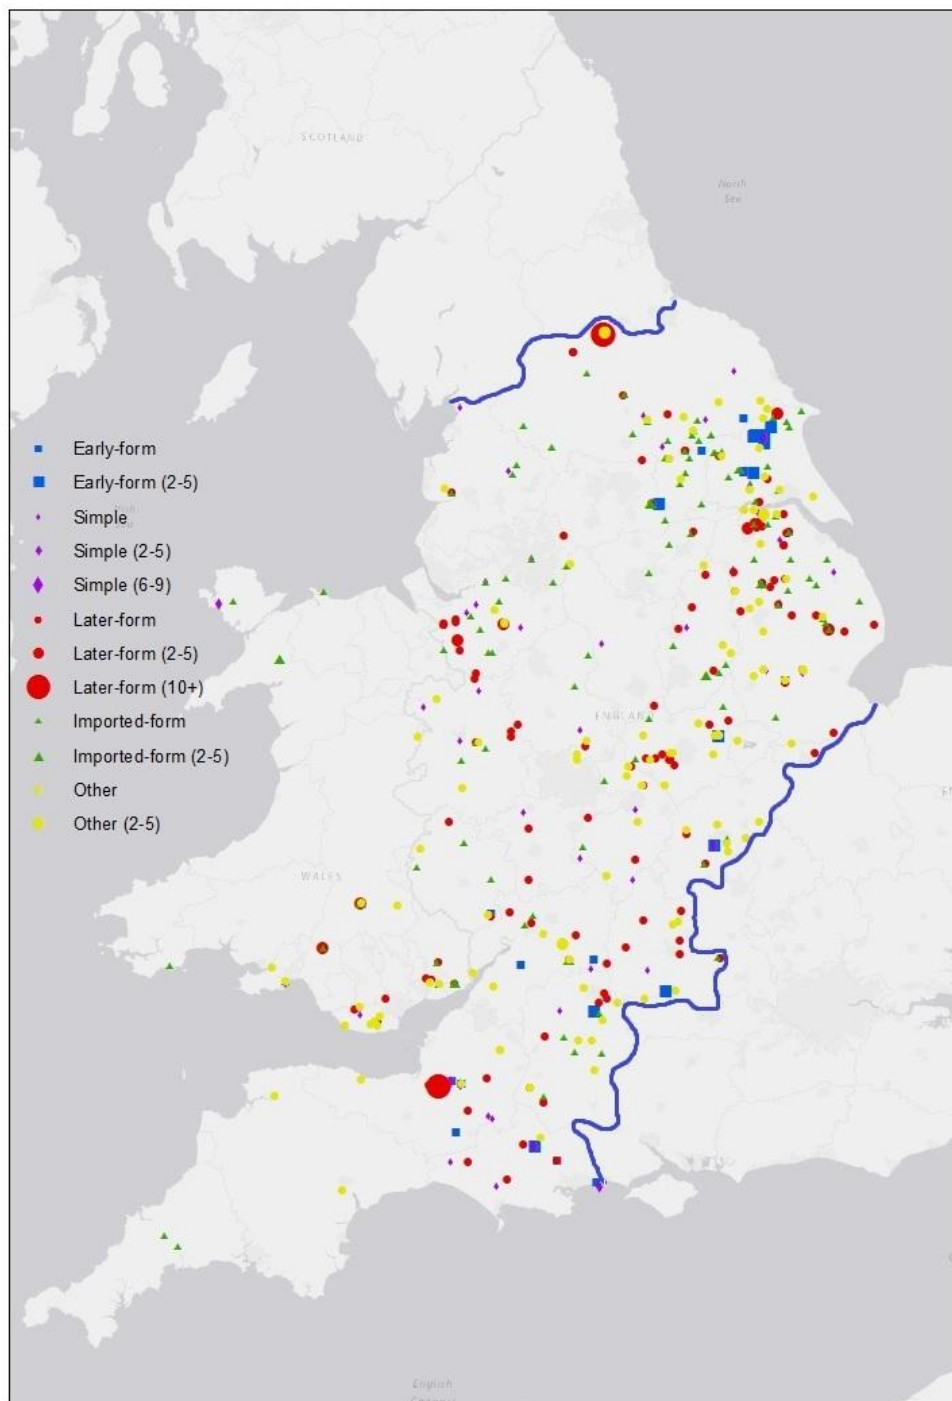 SCOTLAND
North
Sea
Early-form
Early-form (2-5)
Simple
Simple (2-5)
Simple (6-9)
Later-form
Later-form (2-5)
Later-form (10+)
Imported-form
Imported-form (2-5)
Other
Other (2-5)
ENGLAND
WALES
English